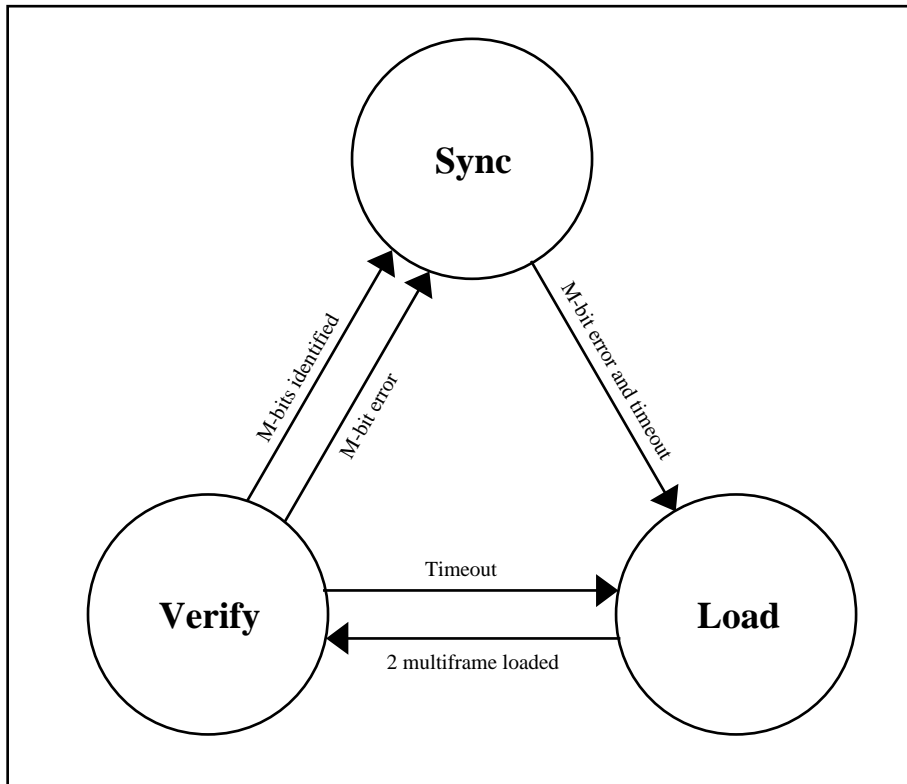 Sync
M-bits identified
M-bit error
M-bit error and timeout
Timeout
Verify
Load
2 multiframe loaded